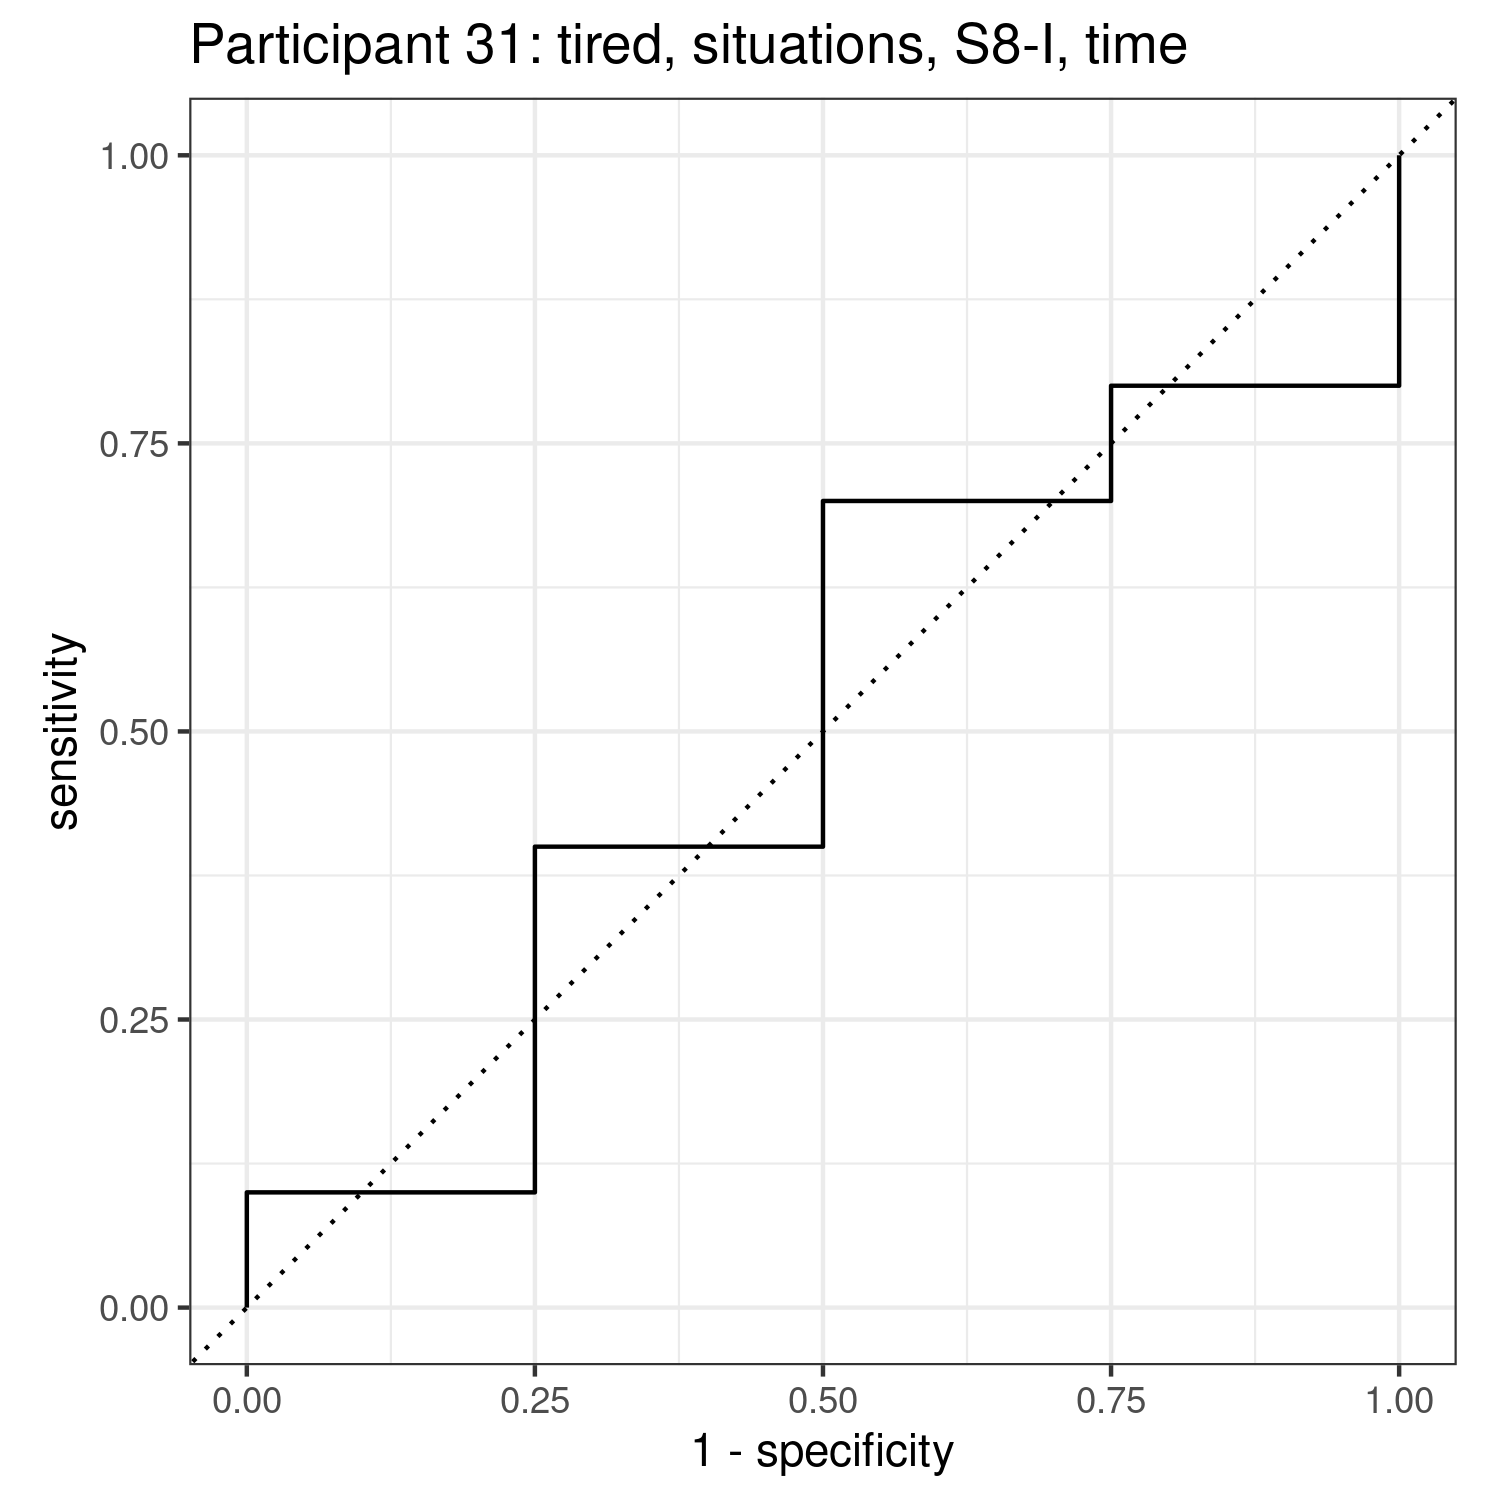 Participant 31: tired, situations, S8-I, time
1.00
0.75
0.50
0.25
0.00
sensitivity
0.00 0.25 0.50 0.75 1.00
1 - specificity